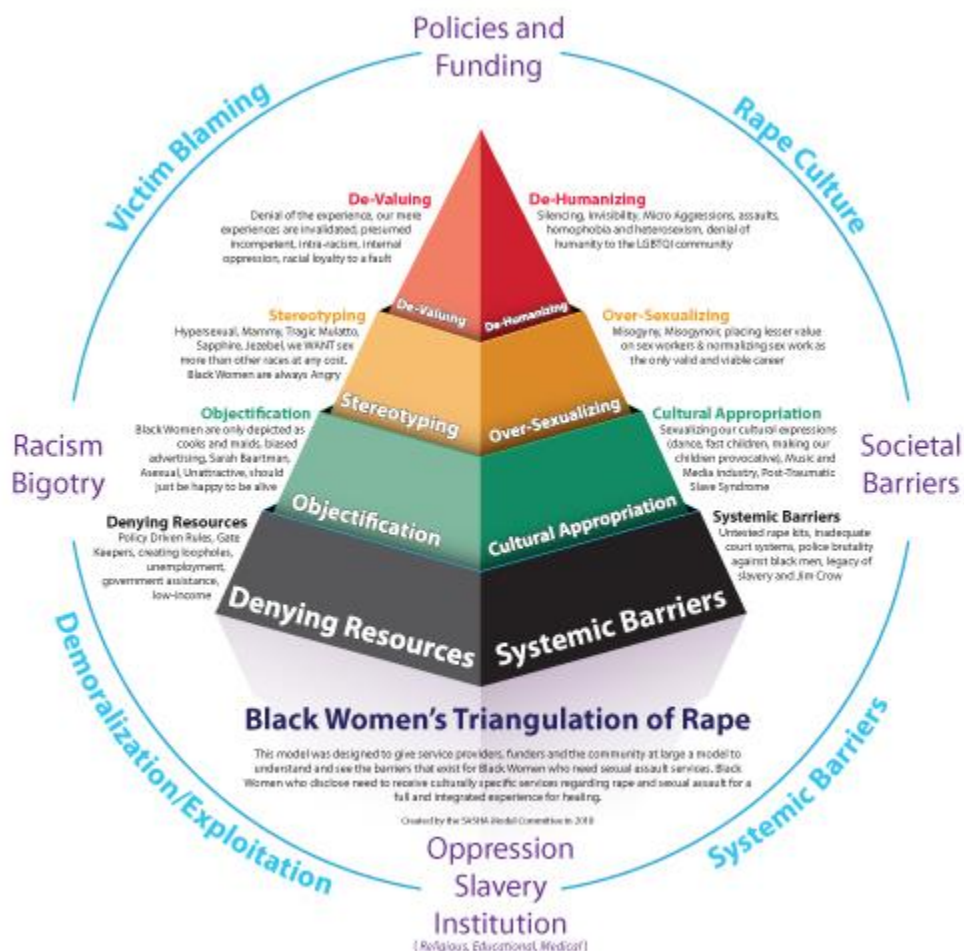 Policies and
Funding
Victim Blaming
Rape Culture
De-Valuing
Denial of the experience, our mere
experiences are invalidated, presumed
incompetent, intra-racism, internal
oppression, racial loyalty to a fault
De-Humanizing
Silencing, Invisibility, Micro Aggressions, assaults,
homophobia and heterosexism, denial of
humanity to the LGBTQI community
De-Valuing
De-Humanizing
Stereotyping
Hypersexual, Mammy, Tragic Mulatto,
Sapphire, Jezebel, we WANT sex
more than other races at any cost.
Black Women are always Angry
Over-Sexualizing
Misogyny, Misogynoir, placing lesser value
on sex workers & normalizing sex work as
the only valid and viable career
Stereotyping
Over-Sexualizing
Racism
Bigotry
Objectification
Black Women are only depicted as
cooks and maids, biased
advertising, Sarah Baartman,
Asexual, Unattractive, should
just be happy to be alive
Cultural Appropriation
Sexualizing our cultural expressions
(dance, fast children, making our
children provocative), Music and
Media industry, Post-Traumatic
Slave Syndrome
Societal
Barriers
Objectification
Cultural Appropriation
Denying Resources
Policy Driven Rules, Gate
Keepers, creating loopholes,
unemployment,
government assistance,
low-income
Systemic Barriers
Untested rape kits, inadequate
court systems, police brutality
against black men, legacy of
slavery and Jim Crow
Denying Resources
Systemic Barriers
Demoralization/Exploitation
Systemic Barriers
Black Women's Triangulation of Rape
This model was designed to give service providers, funders and the community at large a model to
understand and see the barriers that exist for Black Women who need sexual assault services. Black
Women who disclose need to receive culturally specific services regarding rape and sexual assault for a
full and integrated experience for healing.
Created by the SASHA Model Committee in 2010
Oppression
Slavery
Institution
( Religious, Educational, Medical )